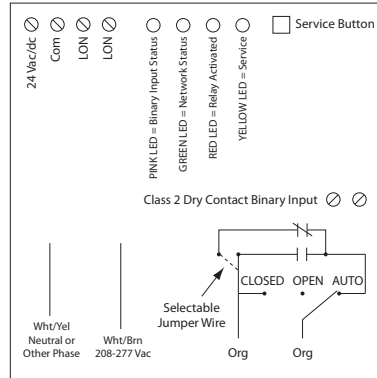 24 Vac/dc
Com
LON
LON
PINK LED = Binary Input Status
GREEN LED = Network Status
RED LED = Relay Activated
YELLOW LED = Service
Service Button
Class 2 Dry Contact Binary Input
CLOSED OPEN AUTO
Selectable
Jumper Wire
Wht/Yel
Neutral or
Other Phase
Wht/Brn
208-277 Vac
Org
Org